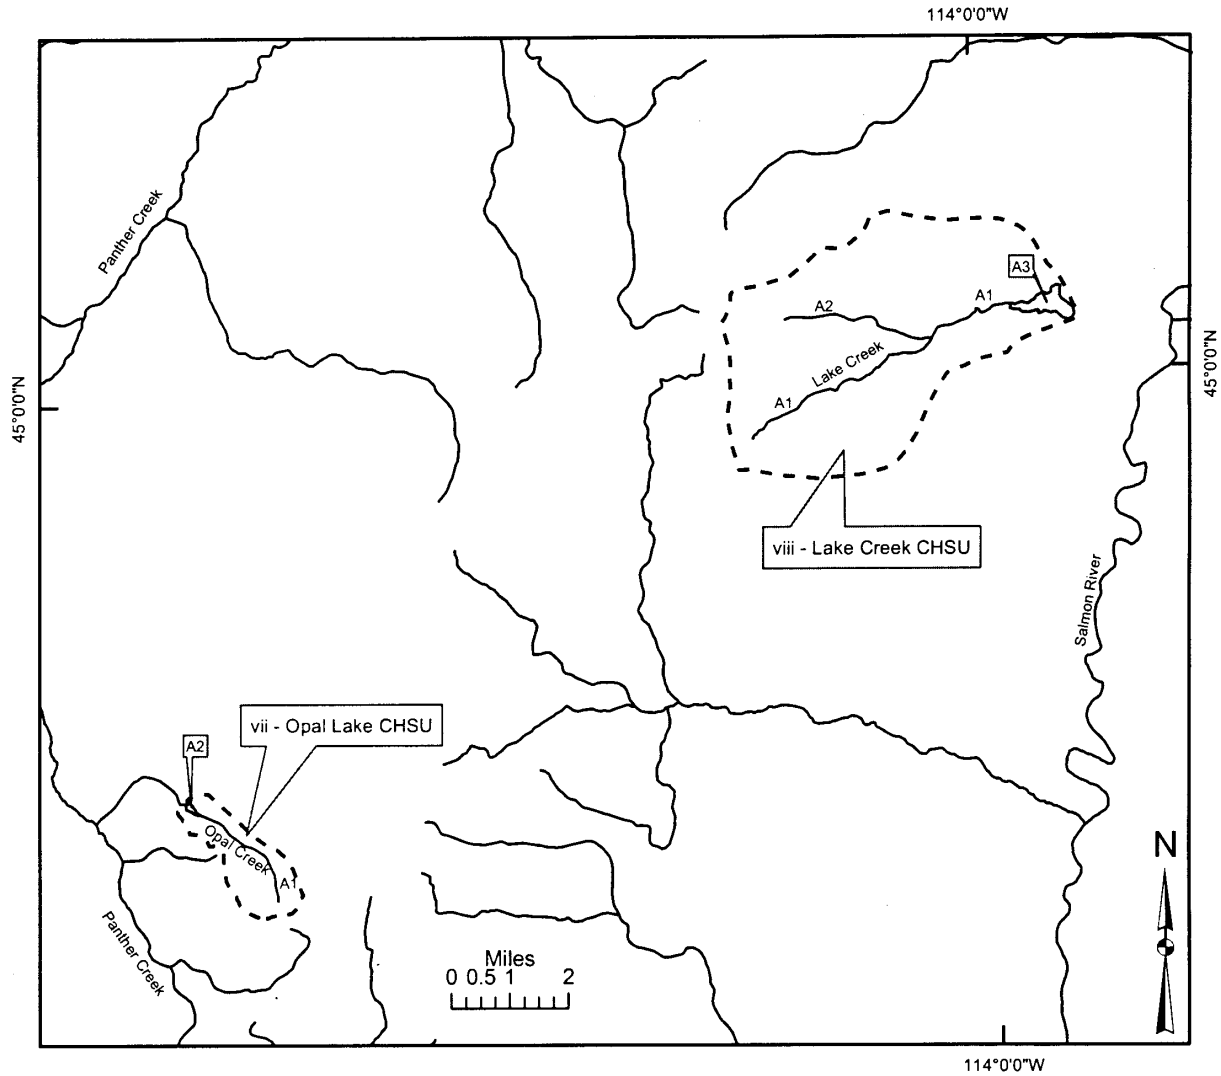 114°0'0"W
Panther Creek
A3
A1
A2
Lake Creek
A1
45°0'0"N
45°0'0"N
viii - Lake Creek CHSU
Salmon River
vii - Opal Lake CHSU
A2
Opal Creek
A1
N
Panther Creek
Miles
0 0.5 1 2
114°0'0"W